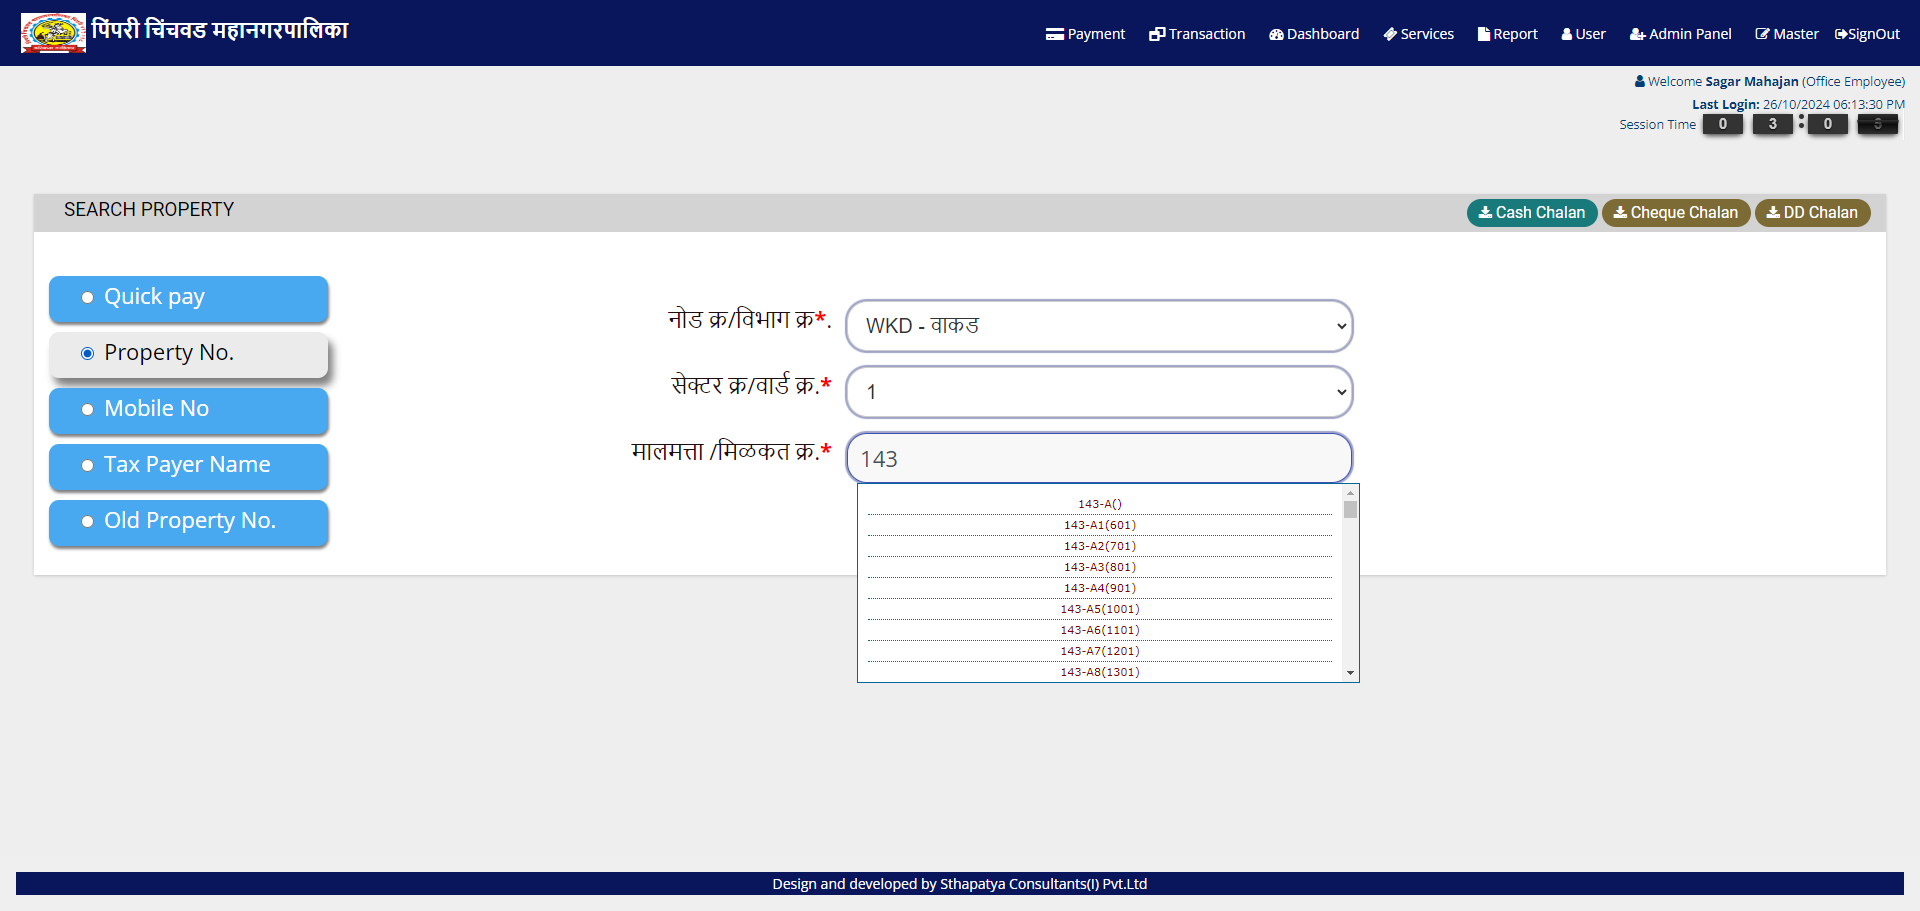 पिंपरी चिंचवड महानगरपालिका
Payment Transaction Dashboard Services Report User Admin Panel Master SignOut
Welcome Sagar Mahajan (Office Employee)
Last Login: 26/10/2024 06:13:30 PM
Session Time 0 3 : 0
SEARCH PROPERTY
Cash Chalan Cheque Chalan DD Chalan
Quick pay
Property No.
Mobile No
Tax Payer Name
Old Property No.
नोड क्र/विभाग क्र*.
WKD - वाकड
सेक्टर क्र/वार्ड क्र.*
1
मालमत्ता /मिळकत क्र.*
143
143-A()
143-A1(601)
143-A2(701)
143-A3(801)
143-A4(901)
143-A5(1001)
143-A6(1101)
143-A7(1201)
143-A8(1301)
Design and developed by Sthapatya Consultants(I) Pvt.Ltd